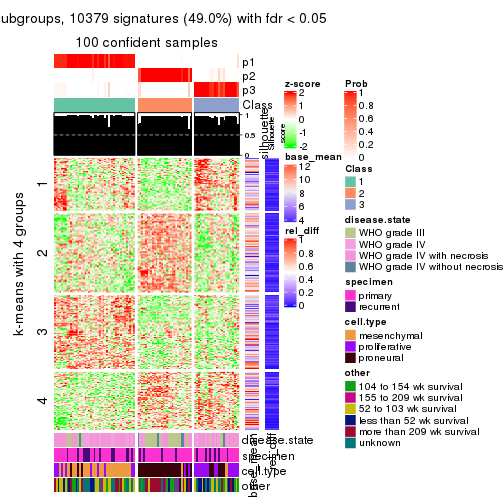 ubgroups, 10379 signatures (49.0%) with fdr < 0.05
100 confident samples
p1
p2
p3
Class
1
0.5
0
silhouette
Silhouette
score
k-means with 4 groups
1
2
3
4
disease.state
specimen
cell.type
other
base_mean
rel_diff
z-score
2
1
0
-1
-2
base_mean
12
10
8
6
4
rel_diff
1
0.8
0.6
0.4
0.2
0
Prob
1
0.8
0.6
0.4
0.2
0
Class
1
2
3
disease.state
WHO grade III
WHO grade IV
WHO grade IV with necrosis
WHO grade IV without necrosis
specimen
primary
recurrent
cell.type
mesenchymal
proliferative
proneural
other
104 to 154 wk survival
155 to 209 wk survival
52 to 103 wk survival
less than 52 wk survival
more than 209 wk survival
unknown